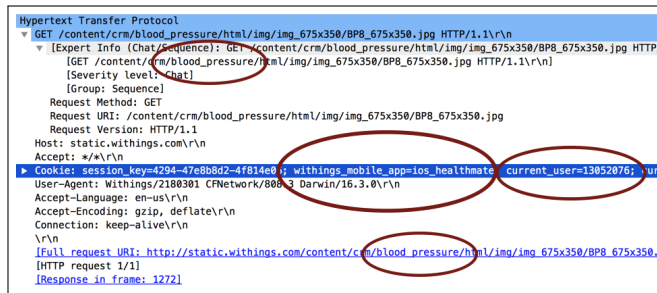 Hypertext Transfer Protocol
GET /content/crm/blood_pressure/html/img/img_675x350/BP8_675x350.jpg HTTP/1.1\r\n
[Expert Info (Chat/Sequence): GET /content/crm/blood_pressure/html/img/img_675x350/BP8_675x350.jpg HTTP
[GET /content/crm/blood_pressure/html/img/img_675x350/BP8_675x350.jpg HTTP/1.1\r\n]
[Severity level: Chat]
[Group: Sequence]
Request Method: GET
Request URI: /content/crm/blood_pressure/html/img/img_675x350/BP8_675x350.jpg
Request Version: HTTP/1.1
Host: static.withings.com\r\n
Accept: */*\r\n
Cookie: session_key=4294-47e8b8d2-4f814e0 ; withings_mobile_app=ios_healthmate current_user=13052076;
User-Agent: Withings/2180301 CFNetwork/808.3 Darwin/16.3.0\r\n
Accept-Language: en-us\r\n
Accept-Encoding: gzip, deflate\r\n
Connection: keep-alive\r\n
\r\n
[Full request URI: http://static.withings.com/content/crm/blood_pressure/html/img/img_675x350/BP8_675x350.
[HTTP request 1/1]
[Response in frame: 1272]